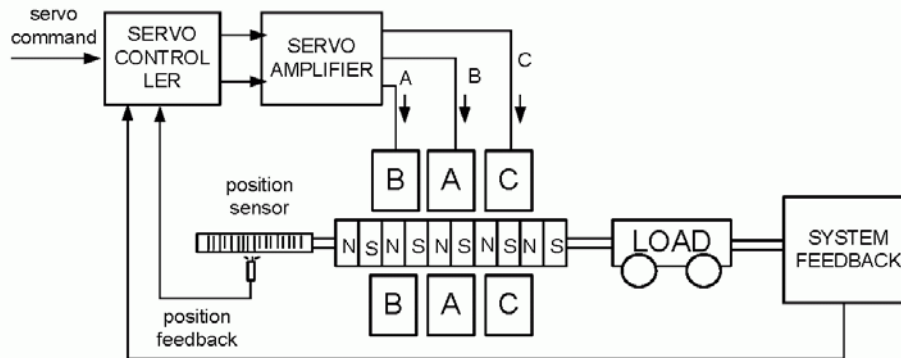 servo
command
SERVO
CONTROL
LER
SERVO
AMPLIFIER
A
B
C
B A C
position
sensor
N S N S N S N S N S
LOAD
SYSTEM
FEEDBACK
B A C
position
feedback